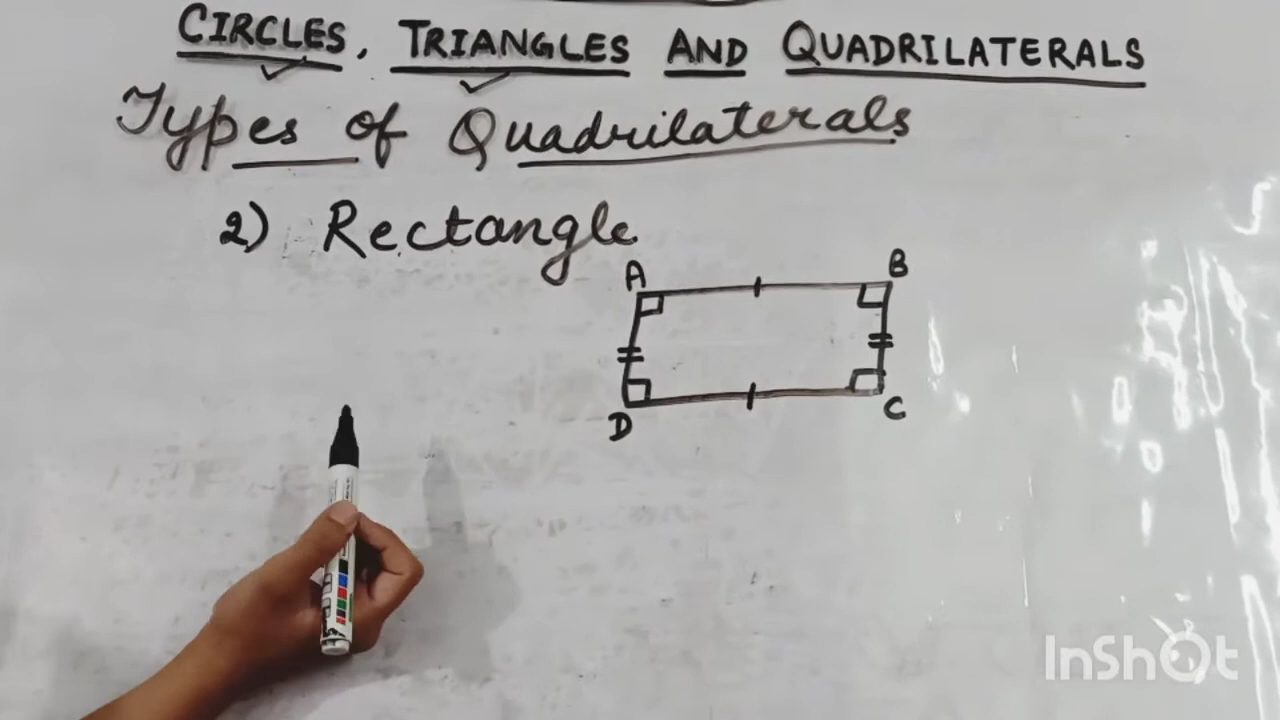 CIRCLES, TRIANGLES AND QUADRILATERALS
Types of Quadrilaterals
2) Rectangle
A B
D C
InShOt